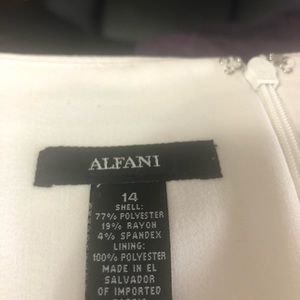 ALFANI
14
SHELL:
77% POLYESTER
19% RAYON
4% SPANDEX
LINING:
100% POLYESTER
MADE IN EL
SALVADOR
OF IMPORTED